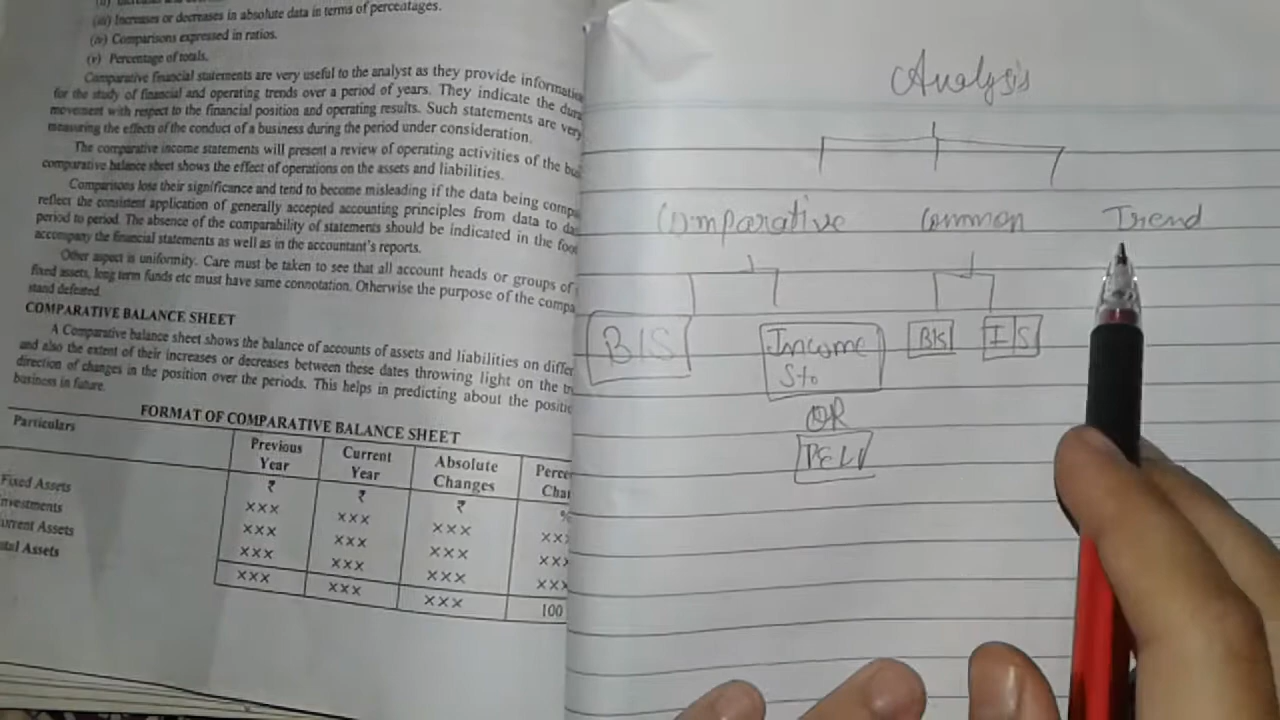 (iii) Increases or decreases in absolute data in terms of percentages.
(iv) Comparisons expressed in ratios.
(v) Percentage of totals.
Comparative financial statements are very useful to the analyst as they provide information
for the study of financial and operating trends over a period of years. They indicate the
movement with respect to the financial position and operating results. Such statements are very
measuring the effects of the conduct of a business during the period under consideration.
The comparative income statements will present a review of operating activities of the
comparative balance sheet shows the effect of operations on the assets and liabilities.
Comparisons lose their significance and tend to become misleading if the data being
reflect the consistent application of generally accepted accounting principles from data to
period to period. The absence of the comparability of statements should be indicated in the
accompany the financial statements as well as in the accountant's reports.
Other aspect is uniformity. Care must be taken to see that all account heads or groups of
fixed assets, long term funds etc must have same connotation. Otherwise the purpose of the
stand defeated.
COMPARATIVE BALANCE SHEET
A Comparative balance sheet shows the balance of accounts of assets and liabilities on
and also the extent of their increases or decreases between these dates throwing light on the
direction of changes in the position over the periods. This helps in predicting about the
business in future.
FORMAT OF COMPARATIVE BALANCE SHEET
Particulars Previous Year Current Year Absolute Changes
₹ ₹ ₹ %
Fixed Assets xxx xxx xxx
xxx xxx xxx
Assets xxx xxx xxx
Assets xxx xxx xxx 100
Analysis
Comparative Common Trend
B/S Income Sto B/S I/S
OR